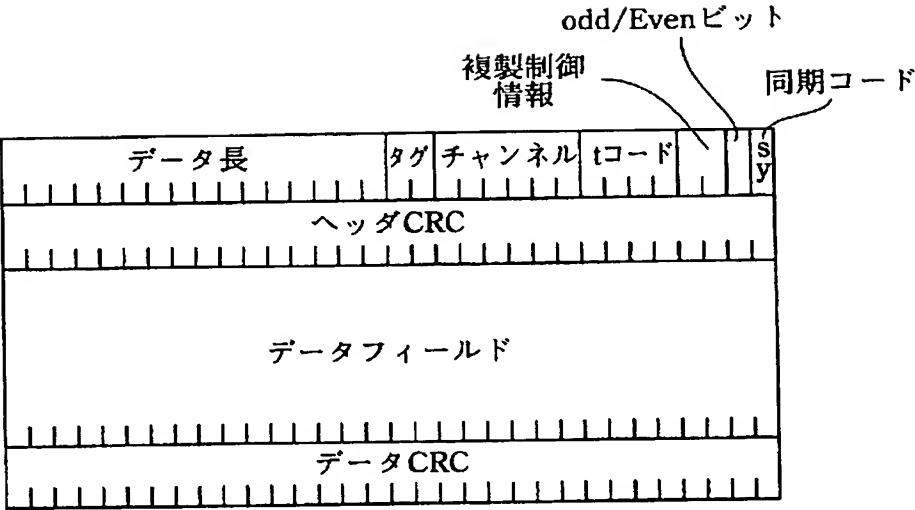 odd/Evenビット
複製制御
情報
同期コード
データ長
タグ
チャンネル
tコード
sy
ヘッダCRC
データフィールド
データCRC